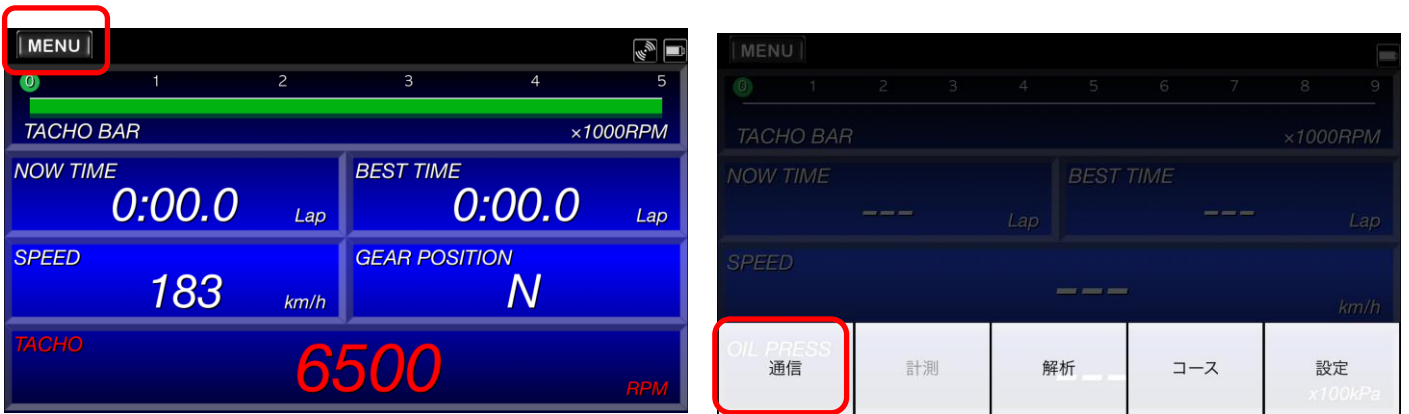 MENU
0 1 2 3 4 5
TACHO BAR ×1000RPM
NOW TIME
0:00.0 Lap
BEST TIME
0:00.0 Lap
SPEED
183 km/h
GEAR POSITION
N
TACHO
6500 RPM
MENU
0 1 2 3 4 5 6 7 8 9
TACHO BAR ×1000RPM
NOW TIME
--- Lap
BEST TIME
--- Lap
SPEED
--- km/h
OIL PRESS
---
x100kPa
通信 計測 解析 コース 設定